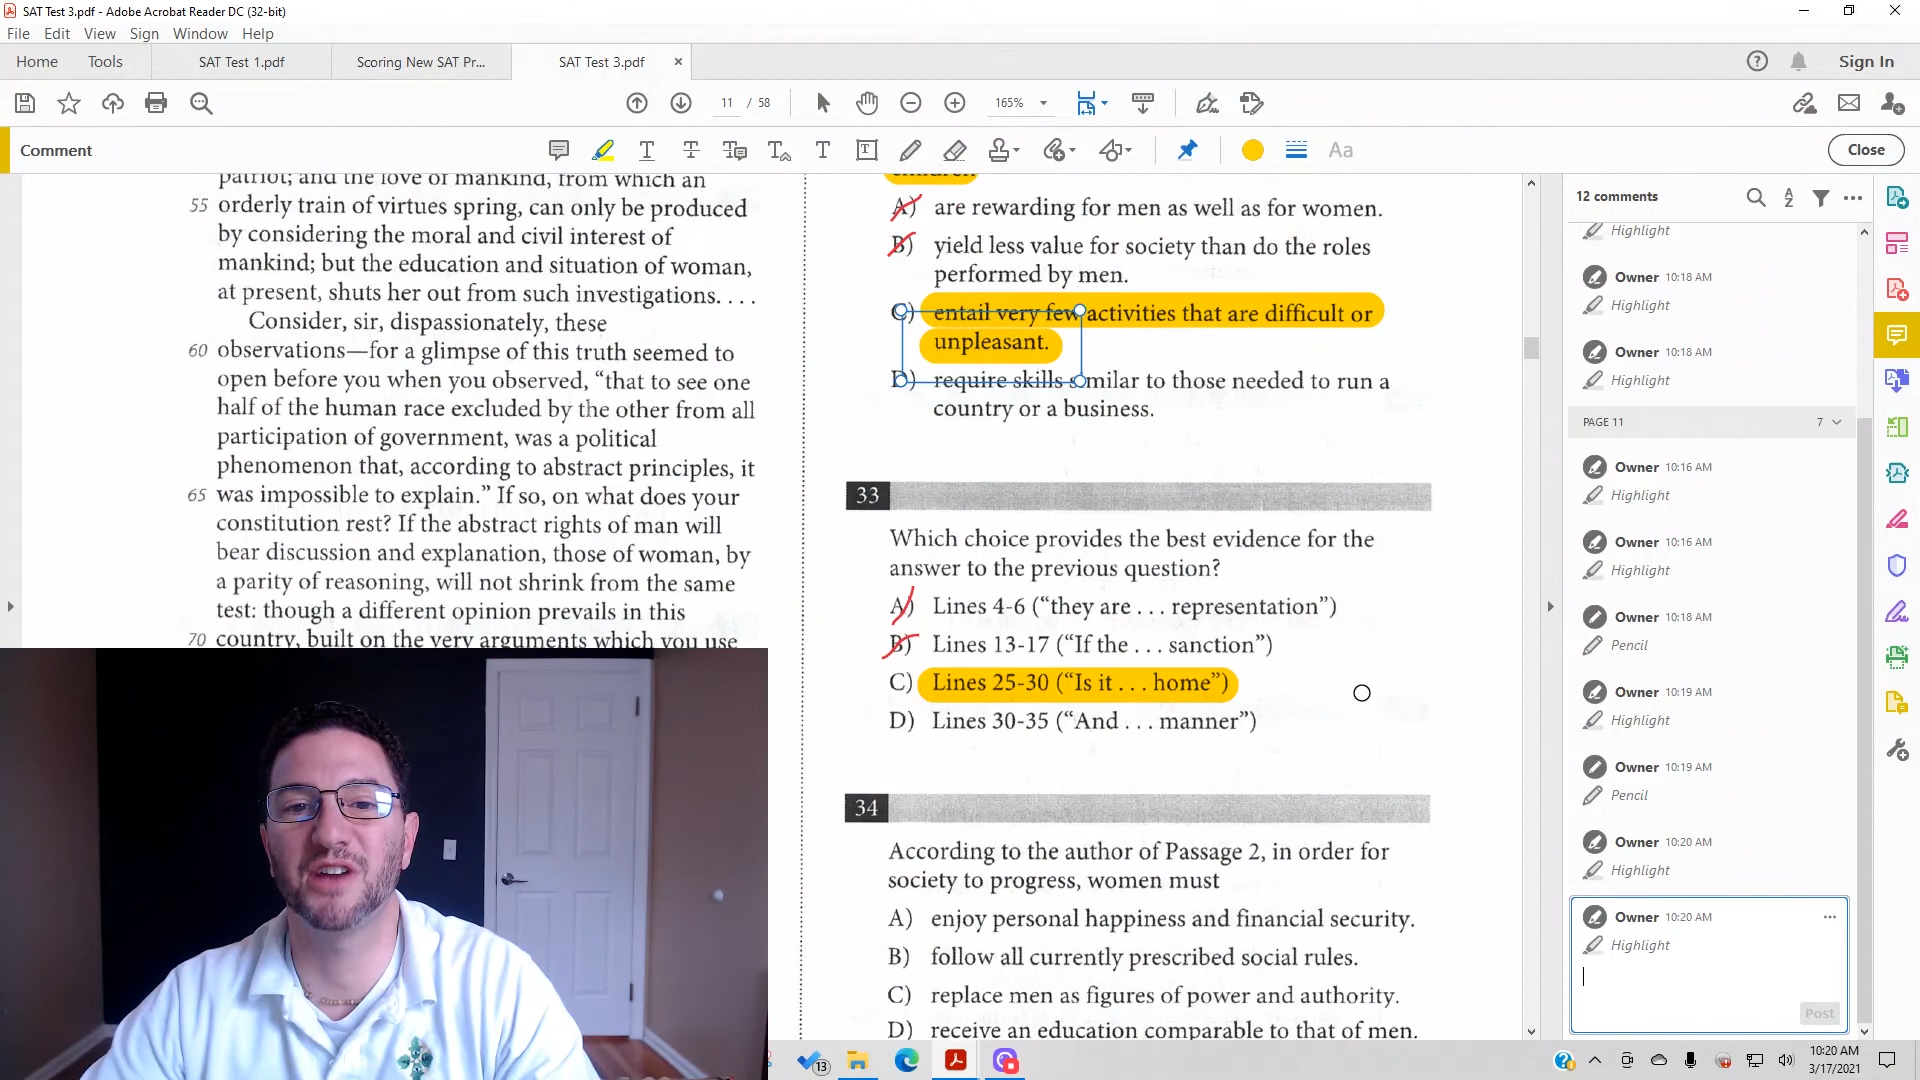 SAT Test 3.pdf - Adobe Acrobat Reader DC (32-bit)
File Edit View Sign Window Help
Home Tools SAT Test 1.pdf Scoring New SAT Pr... SAT Test 3.pdf Sign In
11 / 58 165%
Comment Close
patriot; and the love of mankind, from which an
55 orderly train of virtues spring, can only be produced
by considering the moral and civil interest of
mankind; but the education and situation of woman,
at present, shuts her out from such investigations. . . .
Consider, sir, dispassionately, these
60 observations—for a glimpse of this truth seemed to
open before you when you observed, “that to see one
half of the human race excluded by the other from all
participation of government, was a political
phenomenon that, according to abstract principles, it
65 was impossible to explain.” If so, on what does your
constitution rest? If the abstract rights of man will
bear discussion and explanation, those of woman, by
a parity of reasoning, will not shrink from the same
test: though a different opinion prevails in this
70 country, built on the very arguments which you use
children
A) are rewarding for men as well as for women.
B) yield less value for society than do the roles
performed by men.
C) entail very few activities that are difficult or
unpleasant.
D) require skills similar to those needed to run a
country or a business.
33
Which choice provides the best evidence for the
answer to the previous question?
A) Lines 4-6 (“they are . . . representation”)
B) Lines 13-17 (“If the . . . sanction”)
C) Lines 25-30 (“Is it . . . home”)
D) Lines 30-35 (“And . . . manner”)
34
According to the author of Passage 2, in order for
society to progress, women must
A) enjoy personal happiness and financial security.
B) follow all currently prescribed social rules.
C) replace men as figures of power and authority.
D) receive an education comparable to that of men.
12 comments
Highlight
Owner 10:18 AM
Highlight
Owner 10:18 AM
Highlight
PAGE 11 7
Owner 10:16 AM
Highlight
Owner 10:16 AM
Highlight
Owner 10:18 AM
Pencil
Owner 10:19 AM
Highlight
Owner 10:19 AM
Pencil
Owner 10:20 AM
Highlight
Owner 10:20 AM
Highlight
Post
13
10:20 AM
3/17/2021